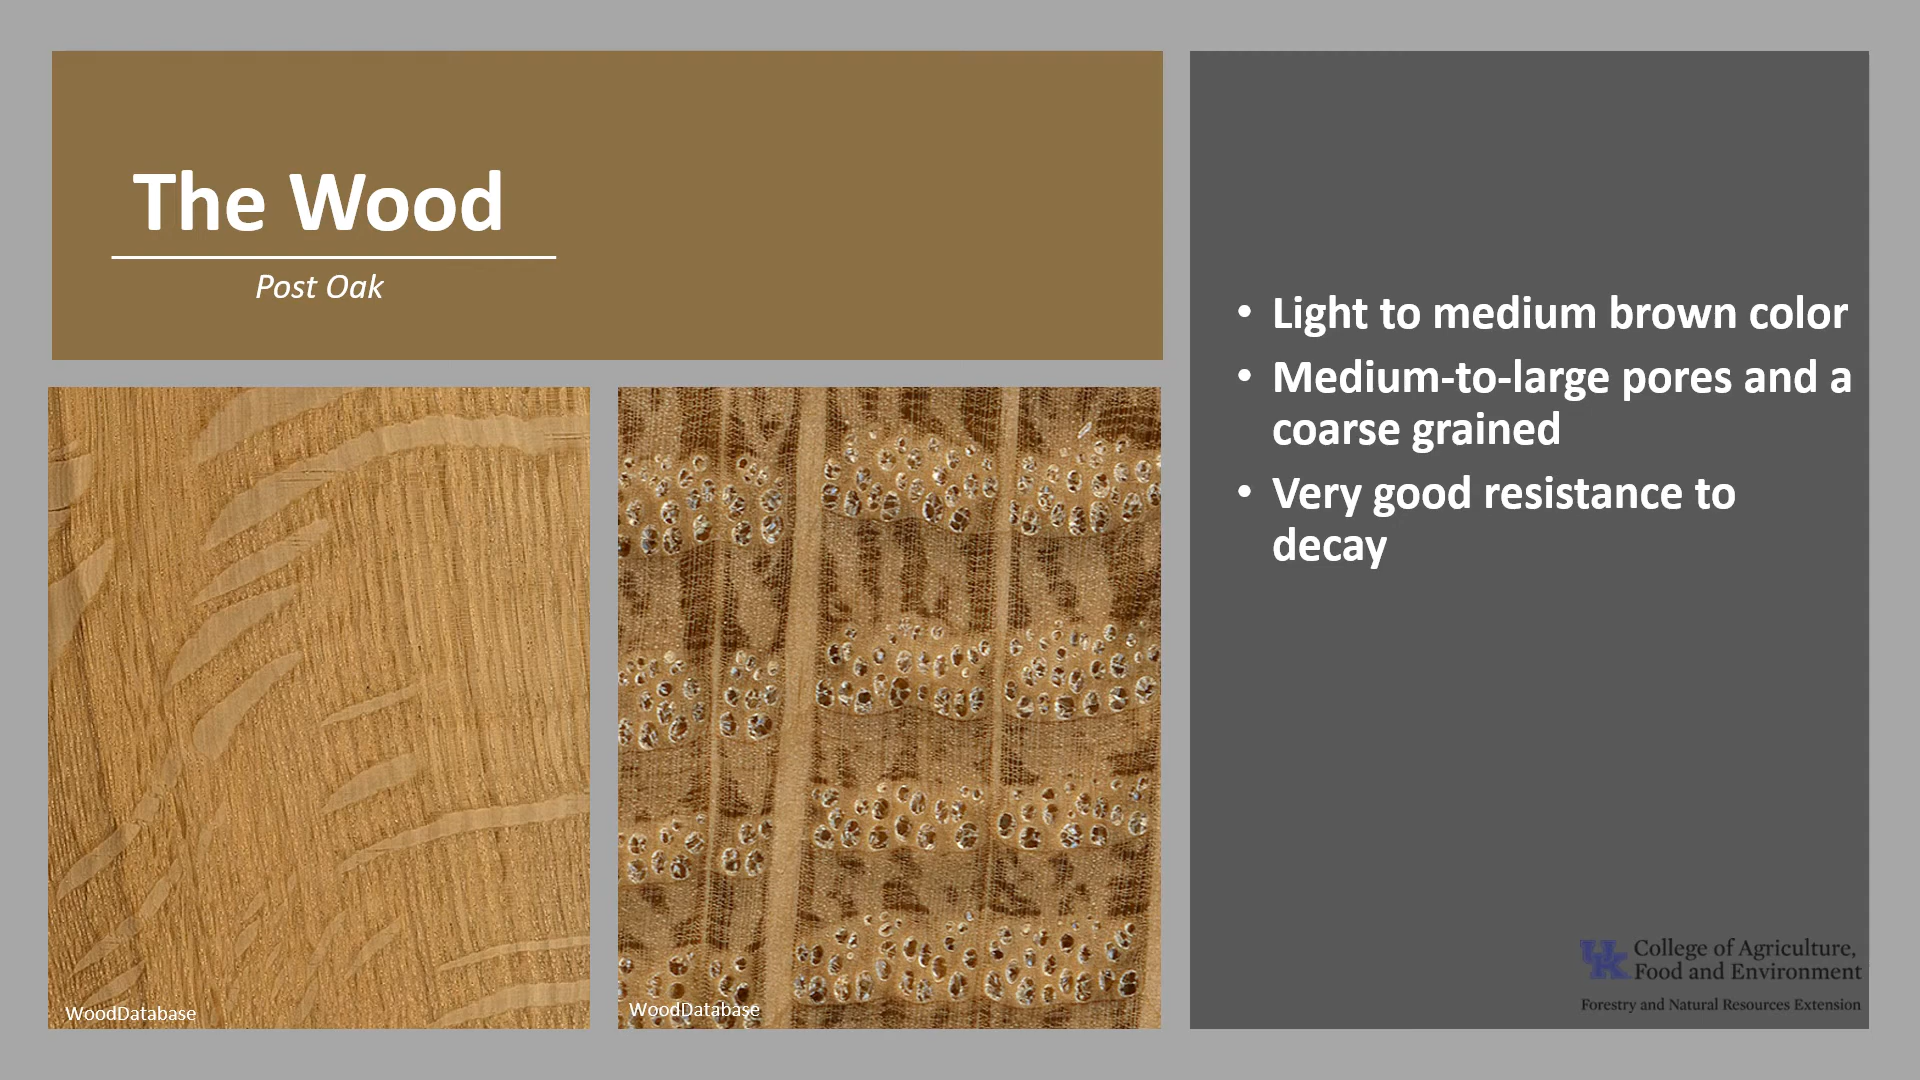 The Wood
Post Oak
• Light to medium brown color
• Medium-to-large pores and a
coarse grained
• Very good resistance to
decay
WoodDatabase
WoodDatabase
UK College of Agriculture,
Food and Environment
Forestry and Natural Resources Extension